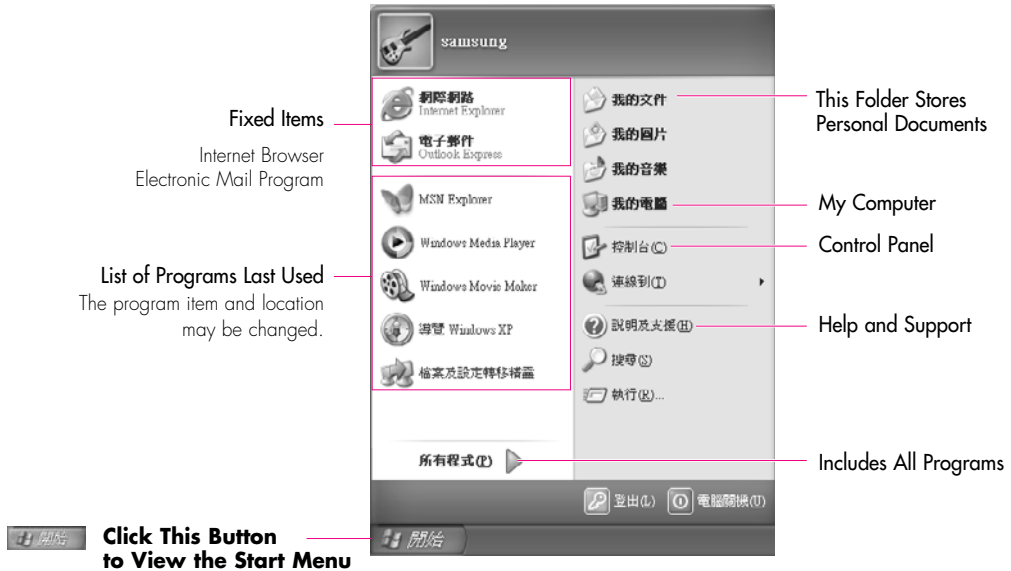 samsung
Fixed Items
Internet Browser
Electronic Mail Program
網際網路
Internet Explorer
電子郵件
Outlook Express
List of Programs Last Used
The program item and location
may be changed.
MSN Explorer
Windows Media Player
Windows Movie Maker
導覽 Windows XP
檔案及設定轉移精靈
所有程式(P)
我的文件
我的圖片
我的音樂
我的電腦
控制台(C)
連線到(T)
說明及支援(H)
搜尋(S)
執行(R)...
This Folder Stores
Personal Documents
My Computer
Control Panel
Help and Support
Includes All Programs
登出(L)
電腦關機(U)
開始
Click This Button
to View the Start Menu
開始